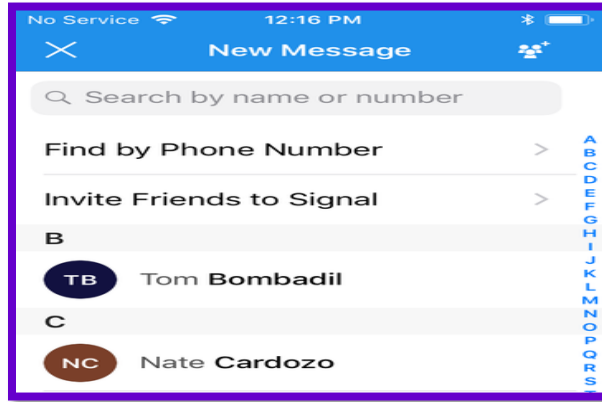 No Service 12:16 PM
New Message
Search by name or number
Find by Phone Number
Invite Friends to Signal
B
TB Tom Bombadil
C
NC Nate Cardozo
A
B
C
D
E
F
G
H
I
J
K
L
M
N
O
P
Q
R
S